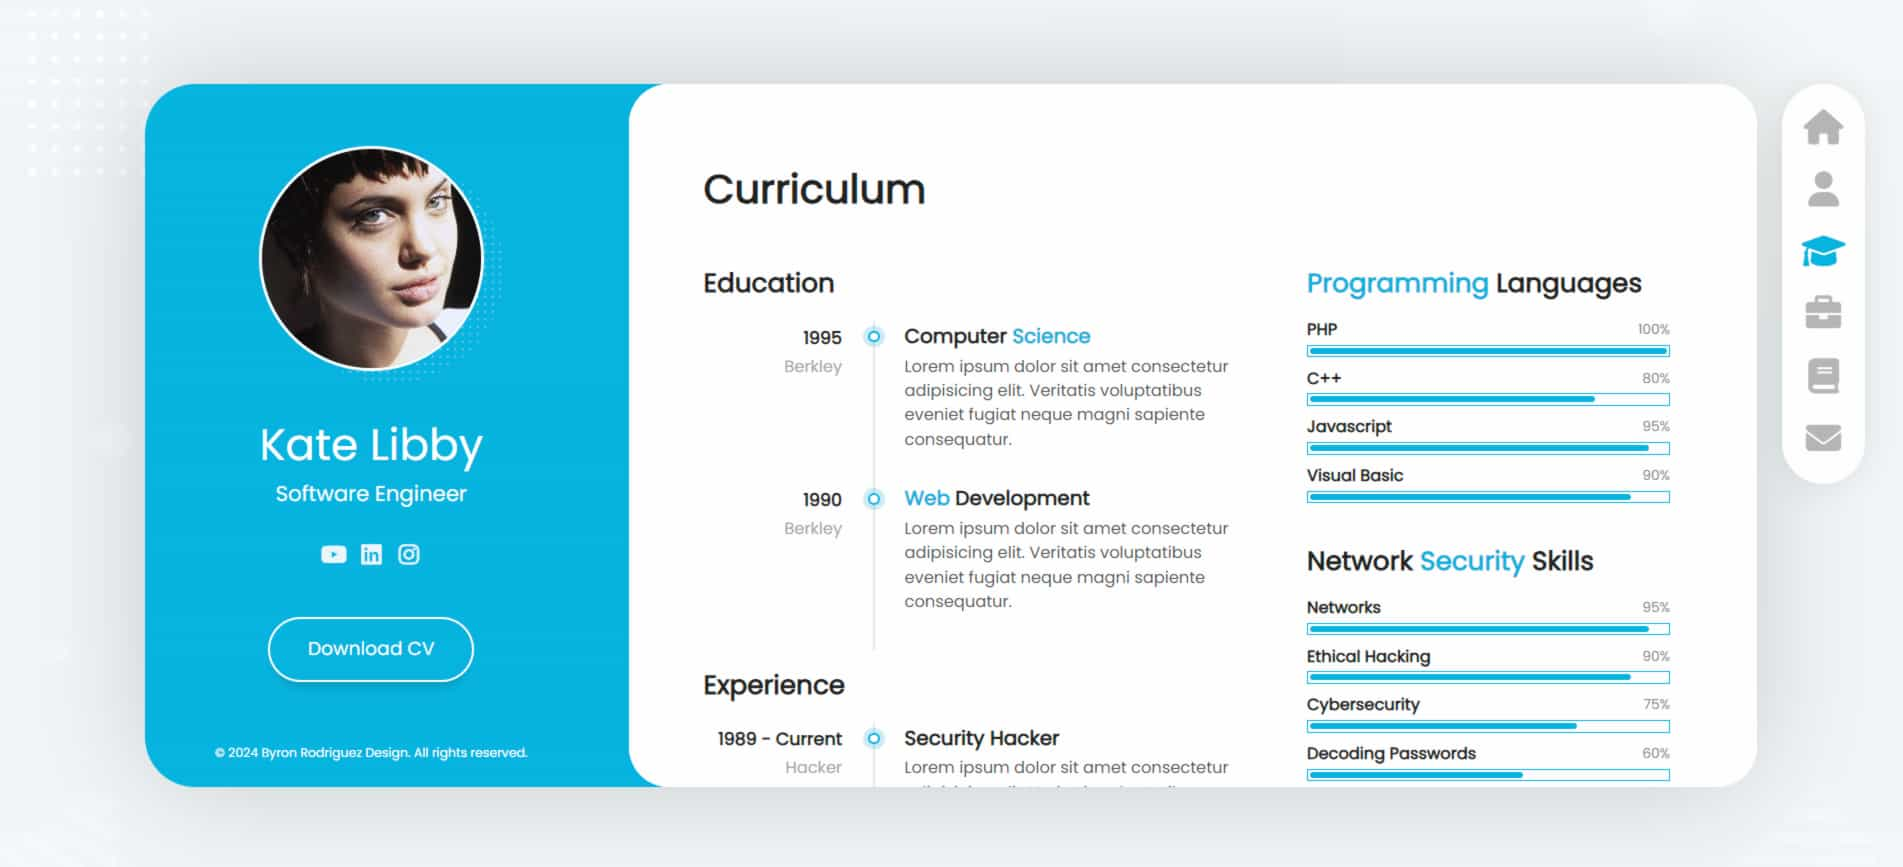 Kate Libby
Software Engineer
Download CV
© 2024 Byron Rodriguez Design. All rights reserved.
Curriculum
Education
1995
Berkley
Computer Science
Lorem ipsum dolor sit amet consectetur
adipisicing elit. Veritatis voluptatibus
eveniet fugiat neque magni sapiente
consequatur.
1990
Berkley
Web Development
Lorem ipsum dolor sit amet consectetur
adipisicing elit. Veritatis voluptatibus
eveniet fugiat neque magni sapiente
consequatur.
Experience
1989 - Current
Hacker
Security Hacker
Lorem ipsum dolor sit amet consectetur
Programming Languages
PHP 100%
C++ 80%
Javascript 95%
Visual Basic 90%
Network Security Skills
Networks 95%
Ethical Hacking 90%
Cybersecurity 75%
Decoding Passwords 60%